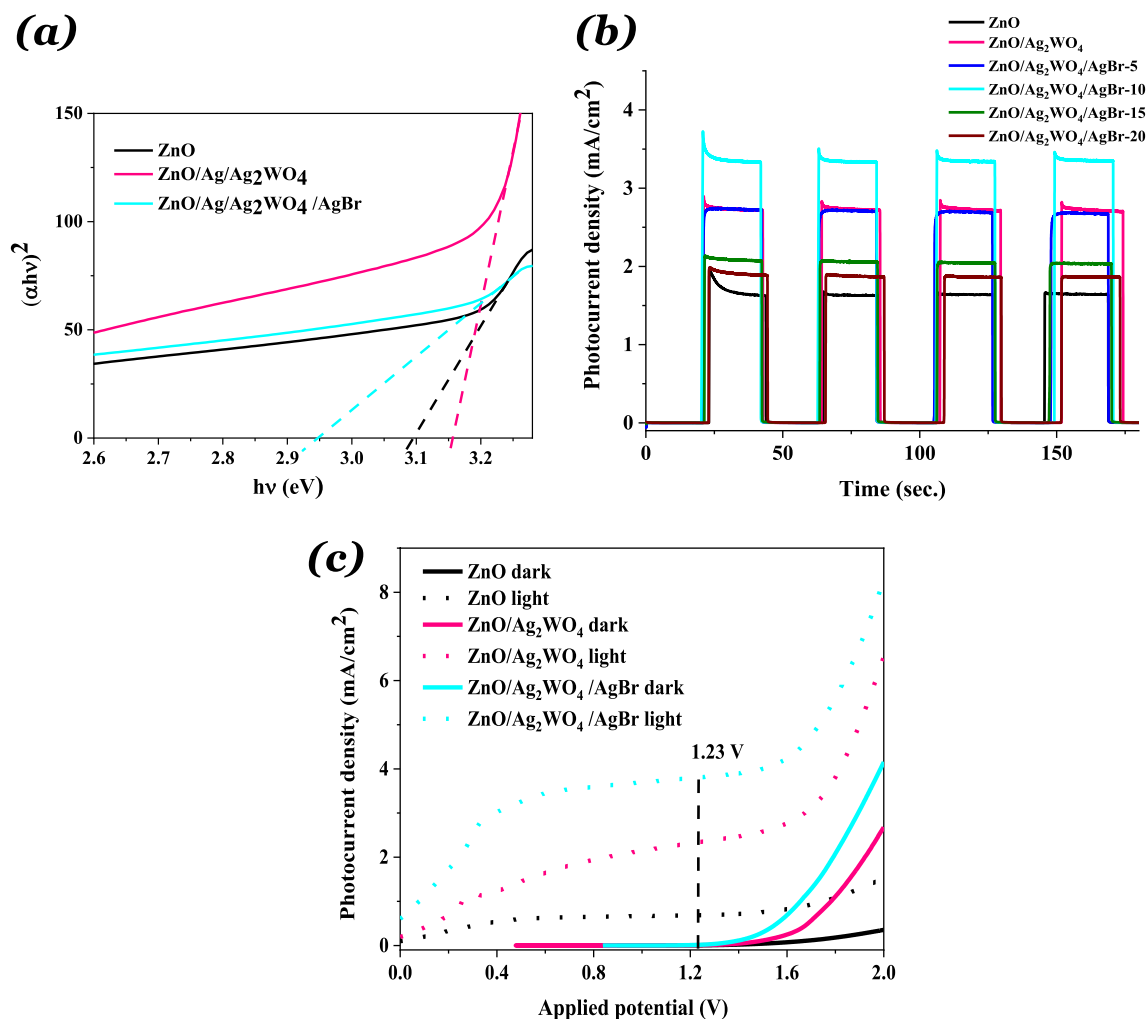 (a)
150
100
50
0
(αhν)2
ZnO
ZnO/Ag/Ag2WO4
ZnO/Ag/Ag2WO4 /AgBr
2.6 2.7 2.8 2.9 3.0 3.1 3.2
hν (eV)
(b)
ZnO
ZnO/Ag2WO4
ZnO/Ag2WO4/AgBr-5
ZnO/Ag2WO4/AgBr-10
ZnO/Ag2WO4/AgBr-15
ZnO/Ag2WO4/AgBr-20
4
3
2
1
0
Photocurrent density (mA/cm2)
0 50 100 150
Time (sec.)
(c)
ZnO dark
ZnO light
ZnO/Ag2WO4 dark
ZnO/Ag2WO4 light
ZnO/Ag2WO4 /AgBr dark
ZnO/Ag2WO4 /AgBr light
1.23 V
8
6
4
2
0
Photocurrent density (mA/cm2)
0.0 0.4 0.8 1.2 1.6 2.0
Applied potential (V)